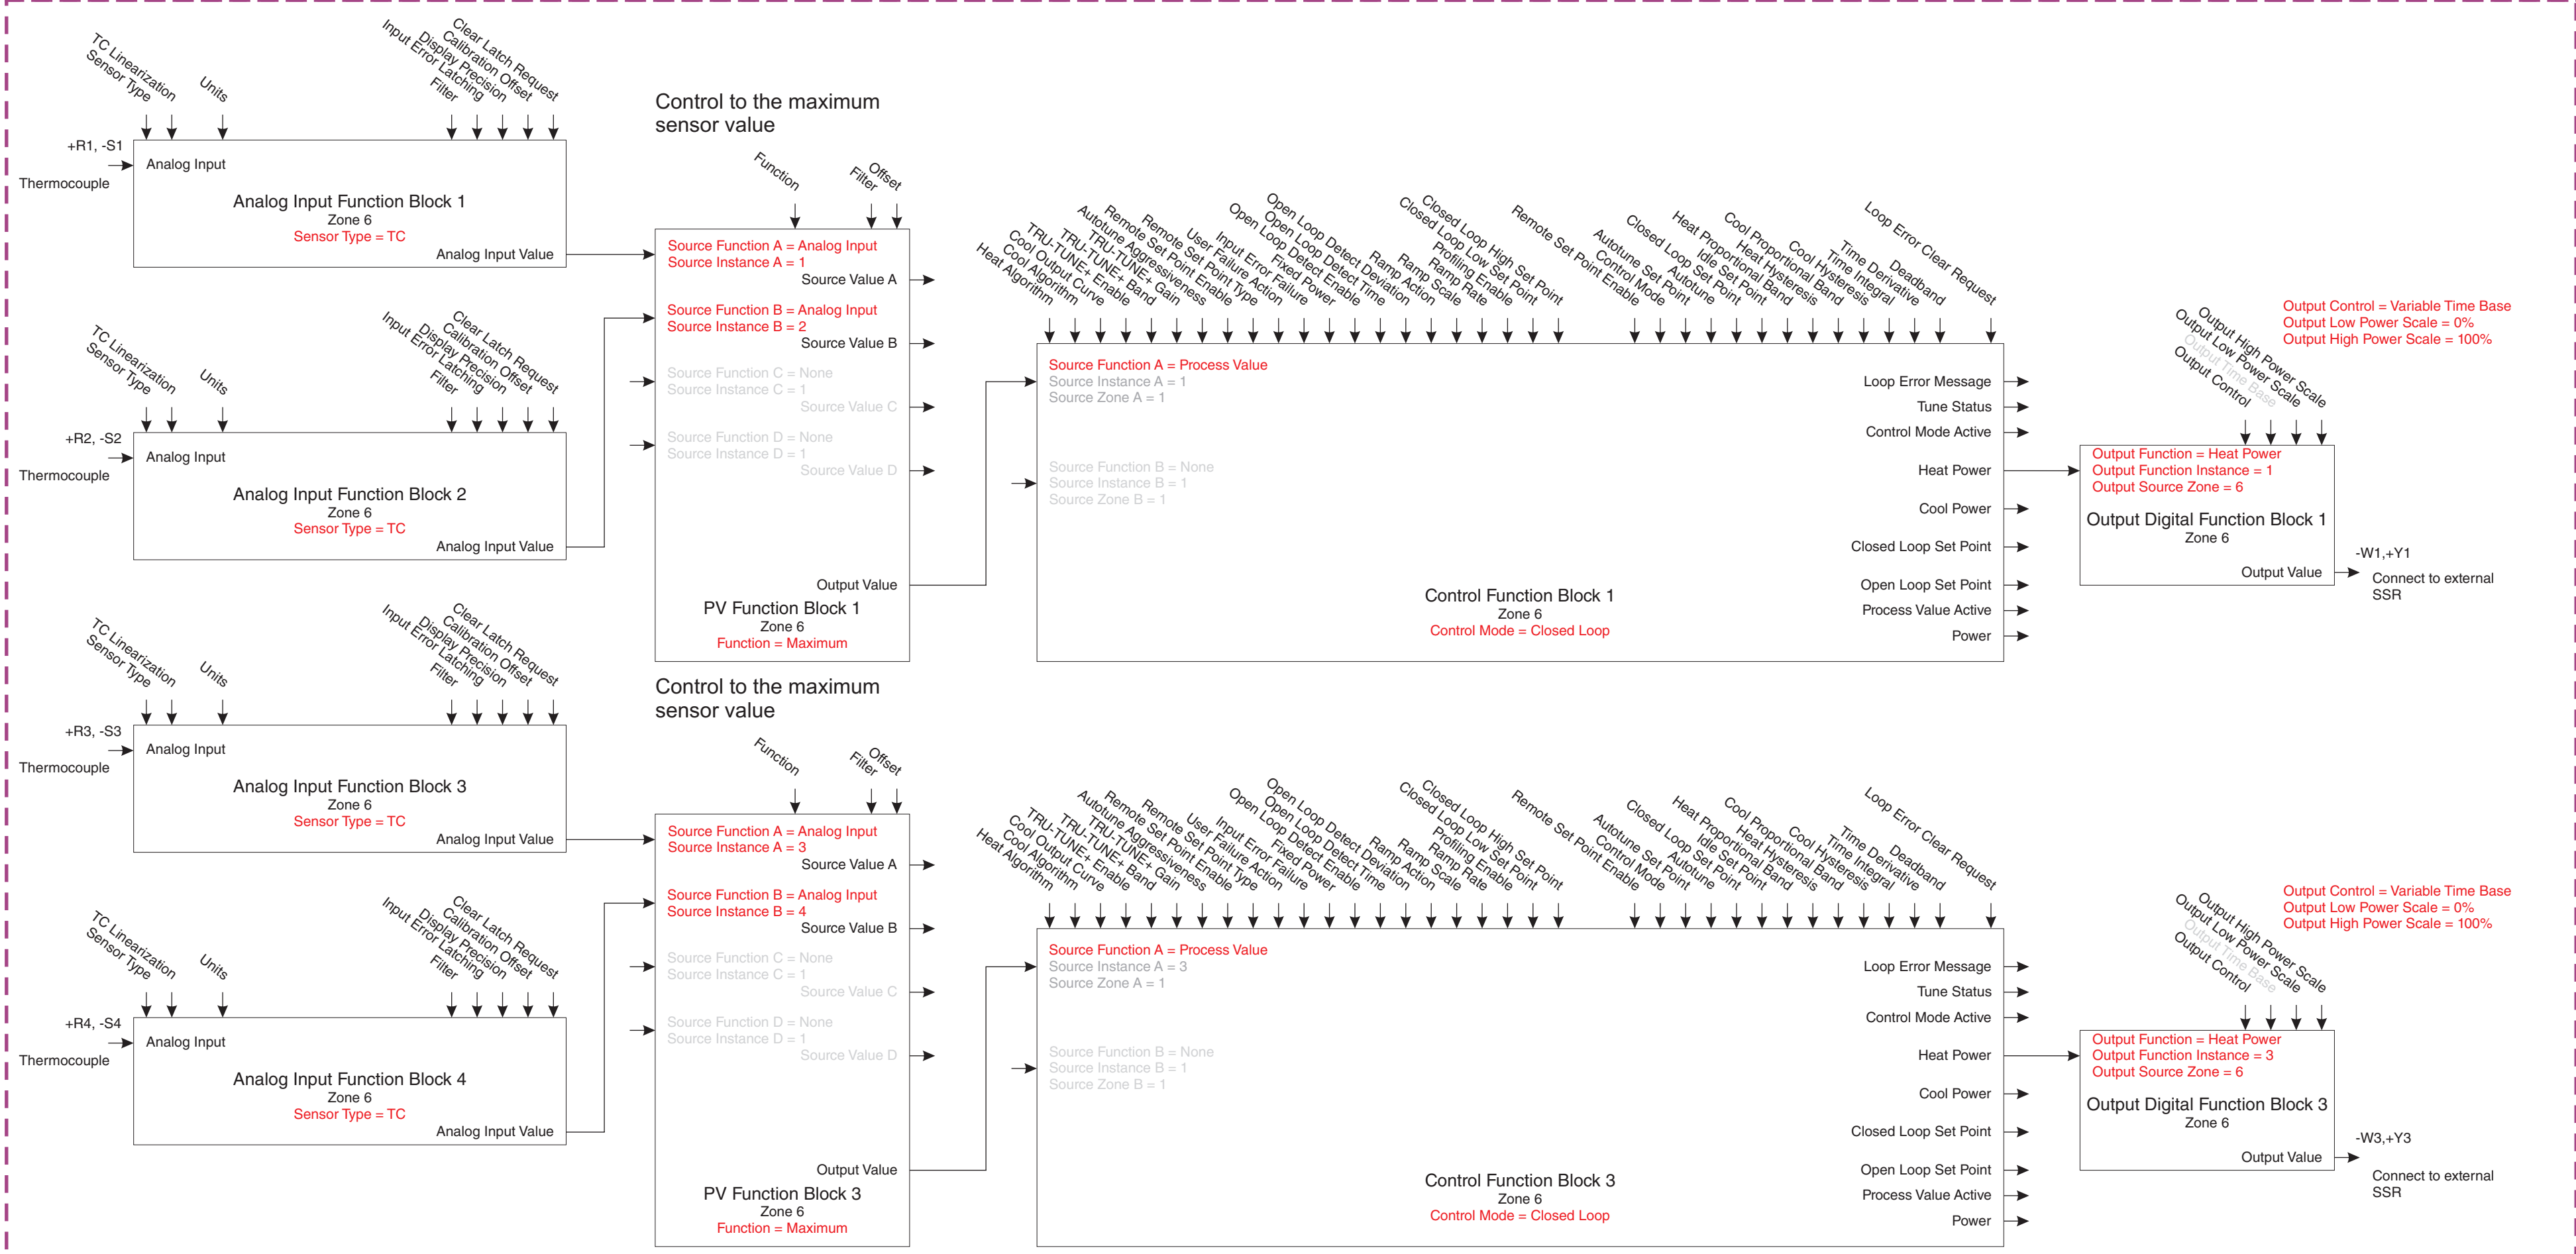 TC Linearization
Sensor Type
Units
Clear Latch Request
Calibration Offset
Display Precision
Input Error Latching
Filter
+R1, -S1
Thermocouple
Analog Input
Analog Input Function Block 1
Zone 6
Sensor Type = TC
Analog Input Value
TC Linearization
Sensor Type
Units
Clear Latch Request
Calibration Offset
Display Precision
Input Error Latching
Filter
+R2, -S2
Thermocouple
Analog Input
Analog Input Function Block 2
Zone 6
Sensor Type = TC
Analog Input Value
Control to the maximum
sensor value
Function
Filter
Offset
Source Function A = Analog Input
Source Instance A = 1
Source Value A
Source Function B = Analog Input
Source Instance B = 2
Source Value B
Source Function C = None
Source Instance C = 1
Source Value C
Source Function D = None
Source Instance D = 1
Source Value D
Output Value
PV Function Block 1
Zone 6
Function = Maximum
Heat Algorithm
Cool Algorithm
Cool Output Curve
TRU-TUNE+ Enable
TRU-TUNE+ Band
TRU-TUNE+ Gain
Autotune Aggressiveness
Remote Set Point Enable
Remote Set Point Type
User Failure Action
Input Error Failure
Fixed Power
Open Loop Detect Enable
Open Loop Detect Time
Open Loop Detect Deviation
Ramp Action
Ramp Scale
Ramp Rate
Profiling Enable
Closed Loop Low Set Point
Closed Loop High Set Point
Remote Set Point Enable
Control Mode
Autotune Set Point
Autotune
Closed Loop Set Point
Idle Set Point
Heat Proportional Band
Heat Hysteresis
Cool Proportional Band
Cool Hysteresis
Time Integral
Time Derivative
Deadband
Loop Error Clear Request
Source Function A = Process Value
Source Instance A = 1
Source Zone A = 1
Source Function B = None
Source Instance B = 1
Source Zone B = 1
Loop Error Message
Tune Status
Control Mode Active
Heat Power
Cool Power
Closed Loop Set Point
Open Loop Set Point
Process Value Active
Power
Control Function Block 1
Zone 6
Control Mode = Closed Loop
Output Control = Variable Time Base
Output Low Power Scale = 0%
Output High Power Scale = 100%
Output High Power Scale
Output Low Power Scale
Output Time Base
Output Control
Output Function = Heat Power
Output Function Instance = 1
Output Source Zone = 6
Output Digital Function Block 1
Zone 6
Output Value
-W1,+Y1
Connect to external
SSR
TC Linearization
Sensor Type
Units
Clear Latch Request
Calibration Offset
Display Precision
Input Error Latching
Filter
+R3, -S3
Thermocouple
Analog Input
Analog Input Function Block 3
Zone 6
Sensor Type = TC
Analog Input Value
TC Linearization
Sensor Type
Units
Clear Latch Request
Calibration Offset
Display Precision
Input Error Latching
Filter
+R4, -S4
Thermocouple
Analog Input
Analog Input Function Block 4
Zone 6
Sensor Type = TC
Analog Input Value
Control to the maximum
sensor value
Function
Filter
Offset
Source Function A = Analog Input
Source Instance A = 3
Source Value A
Source Function B = Analog Input
Source Instance B = 4
Source Value B
Source Function C = None
Source Instance C = 1
Source Value C
Source Function D = None
Source Instance D = 1
Source Value D
Output Value
PV Function Block 3
Zone 6
Function = Maximum
Heat Algorithm
Cool Algorithm
Cool Output Curve
TRU-TUNE+ Enable
TRU-TUNE+ Band
TRU-TUNE+ Gain
Autotune Aggressiveness
Remote Set Point Enable
Remote Set Point Type
User Failure Action
Input Error Failure
Fixed Power
Open Loop Detect Enable
Open Loop Detect Time
Open Loop Detect Deviation
Ramp Action
Ramp Scale
Ramp Rate
Profiling Enable
Closed Loop Low Set Point
Closed Loop High Set Point
Remote Set Point Enable
Control Mode
Autotune Set Point
Autotune
Closed Loop Set Point
Idle Set Point
Heat Proportional Band
Heat Hysteresis
Cool Proportional Band
Cool Hysteresis
Time Integral
Time Derivative
Deadband
Loop Error Clear Request
Source Function A = Process Value
Source Instance A = 3
Source Zone A = 1
Source Function B = None
Source Instance B = 1
Source Zone B = 1
Loop Error Message
Tune Status
Control Mode Active
Heat Power
Cool Power
Closed Loop Set Point
Open Loop Set Point
Process Value Active
Power
Control Function Block 3
Zone 6
Control Mode = Closed Loop
Output Control = Variable Time Base
Output Low Power Scale = 0%
Output High Power Scale = 100%
Output High Power Scale
Output Low Power Scale
Output Time Base
Output Control
Output Function = Heat Power
Output Function Instance = 3
Output Source Zone = 6
Output Digital Function Block 3
Zone 6
Output Value
-W3,+Y3
Connect to external
SSR